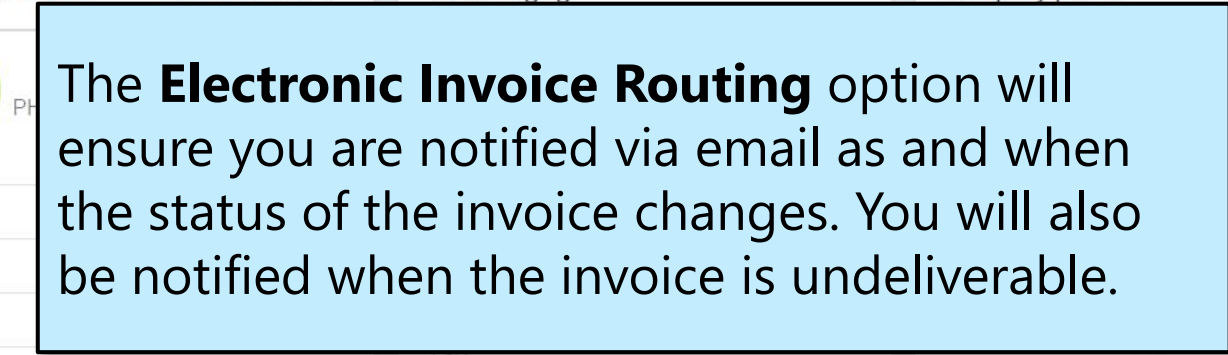 PH
The Electronic Invoice Routing option will
ensure you are notified via email as and when
the status of the invoice changes. You will also
be notified when the invoice is undeliverable.